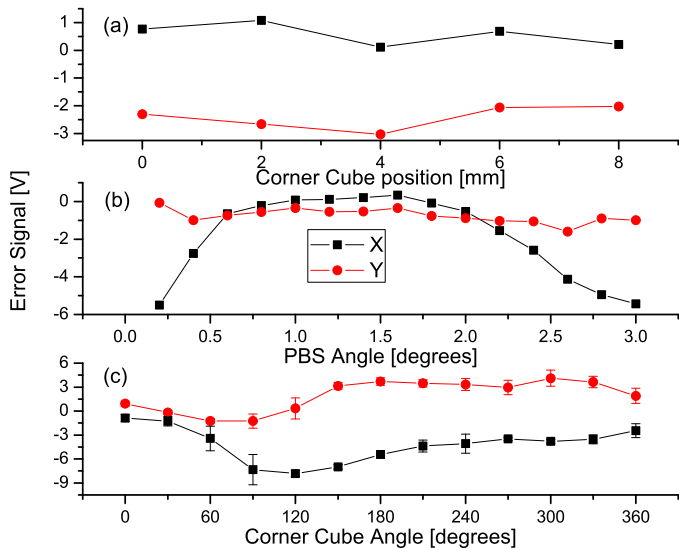 (a)
1
0
-1
-2
-3
0 2 4 6 8
Corner Cube position [mm]
Error Signal [V]
(b)
0
-2
-4
-6
X
Y
0.0 0.5 1.0 1.5 2.0 2.5 3.0
PBS Angle [degrees]
(c)
6
3
0
-3
-6
-9
0 60 120 180 240 300 360
Corner Cube Angle [degrees]